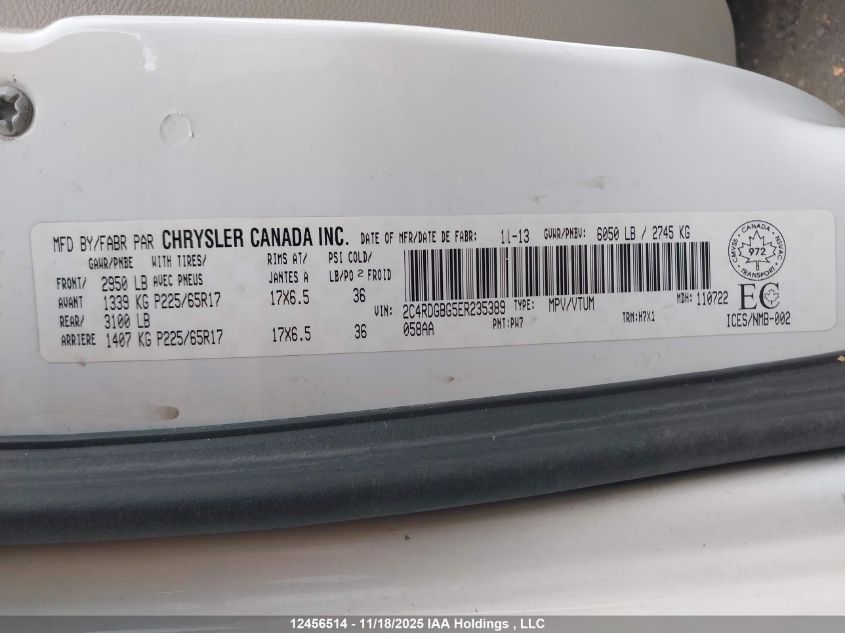 MFD BY/FABR PAR CHRYSLER CANADA INC. DATE OF MFR/DATE DE FABR: 11-13 GVWR/PNBV: 6050 LB / 2745 KG
GAWR/PNBE WITH TIRES/ RIMS AT/ PSI COLD/
FRONT/ 2950 LB AVEC PNEUS JANTES A LB/PO 2 FROID
AVANT 1339 KG P225/65R17 17X6.5 36
REAR/ 3100 LB
ARRIERE 1407 KG P225/65R17 17X6.5 36
VIN: 2C4RDGBG5ER235389 TYPE: MPV/VTUM MDH: 110722
058AA PNT: PW7 TRM: H7X1
CANADA
CMVSS NSVAC
972
TRANSPORT
EC
ICES/NMB-002
12456514 - 11/18/2025 IAA Holdings , LLC